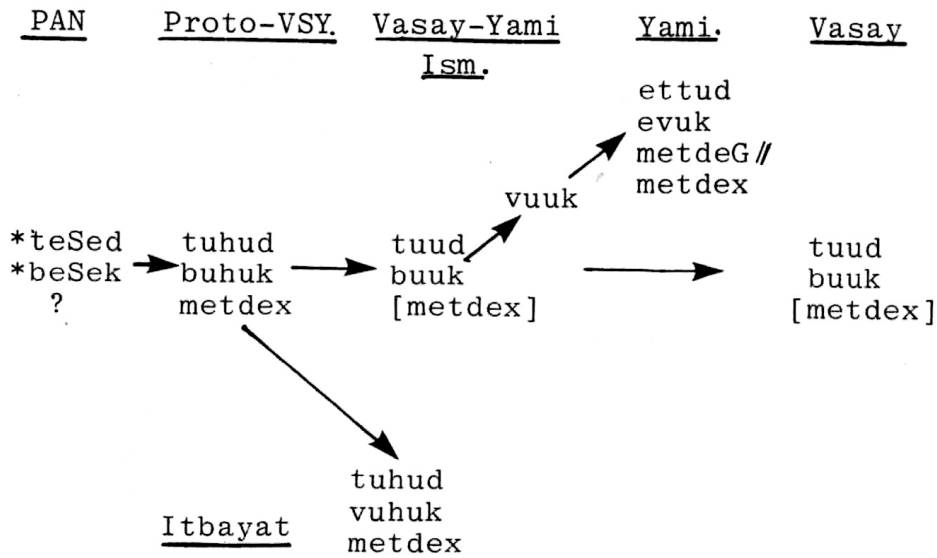 PAN Proto-VSY. Vasay-Yami Yami. Vasay
Ism.
ettud
evuk
metdeG //
metdex
vuuk
*teSed tuhud tuud tuud
*beSek buhuk buuk buuk
? metdex [metdex] [metdex]
tuhud
vuhuk
Itbayat metdex